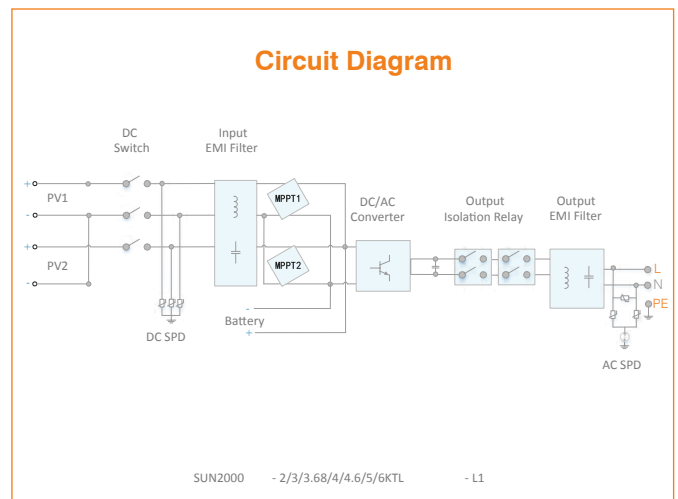 Circuit Diagram
DC
Switch
Input
EMI Filter
DC/AC
Converter
Output
Isolation Relay
Output
EMI Filter
+
PV1
-
+
PV2
-
MPPT1
MPPT2
-
Battery
+
DC SPD
L
N
PE
AC SPD
SUN2000 - 2/3/3.68/4/4.6/5/6KTL - L1